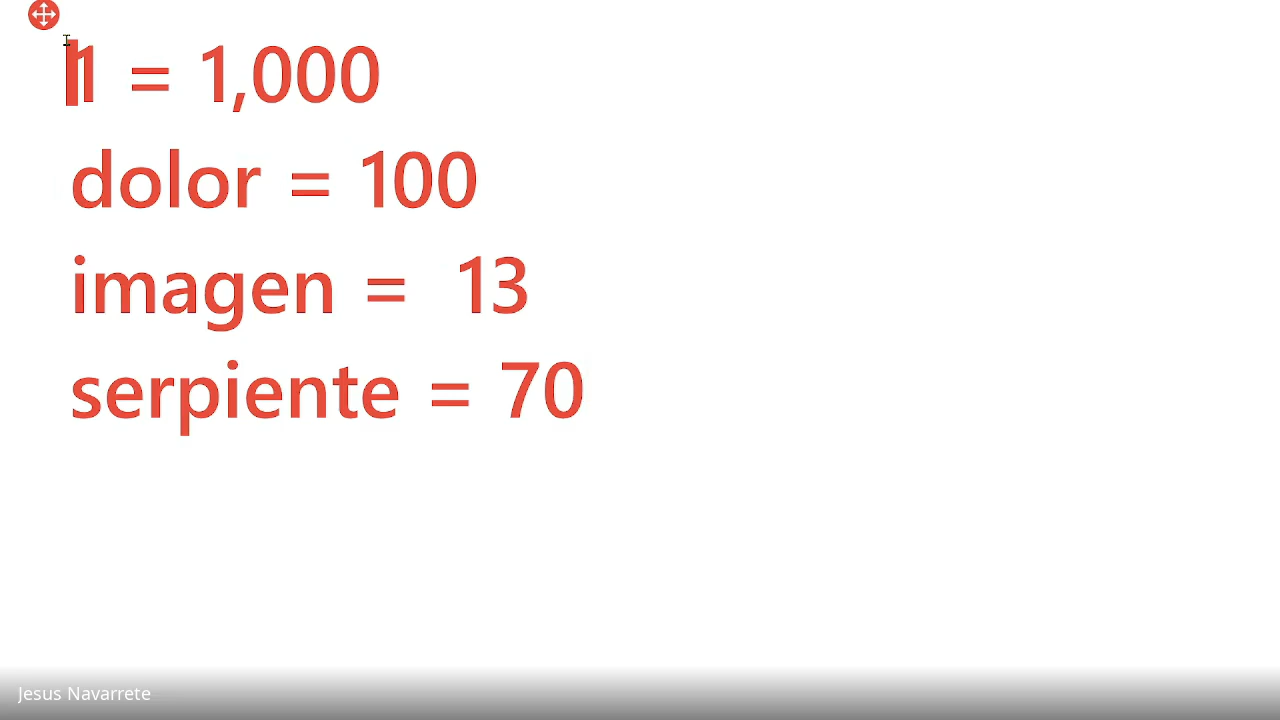 1 = 1,000
dolor = 100
imagen = 13
serpiente = 70
Jesus Navarrete